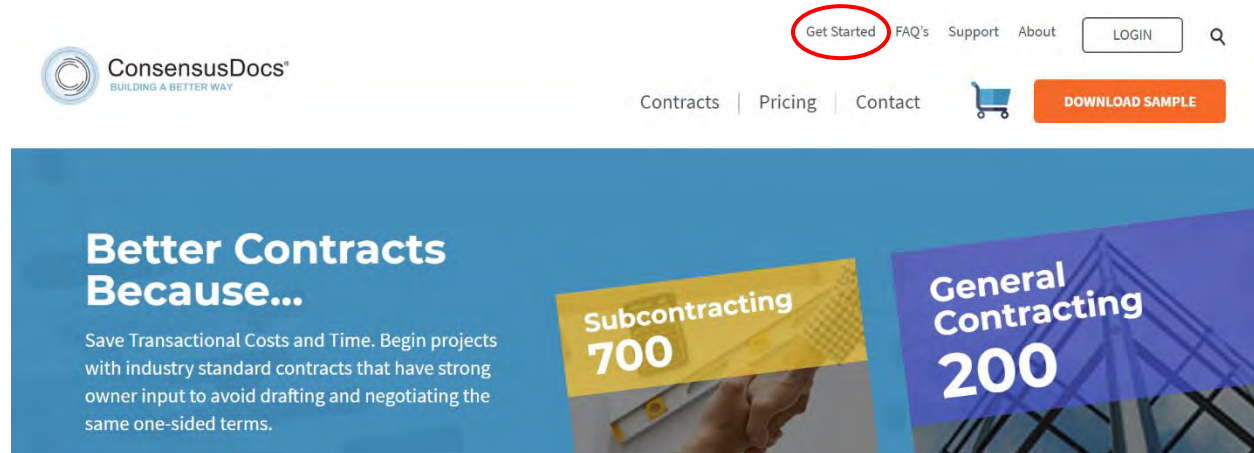 Get Started FAQ's Support About LOGIN
ConsensusDocs®
BUILDING A BETTER WAY
Contracts | Pricing | Contact DOWNLOAD SAMPLE
Better Contracts
Because...
Save Transactional Costs and Time. Begin projects
with industry standard contracts that have strong
owner input to avoid drafting and negotiating the
same one-sided terms.
Subcontracting
700
General
Contracting
200